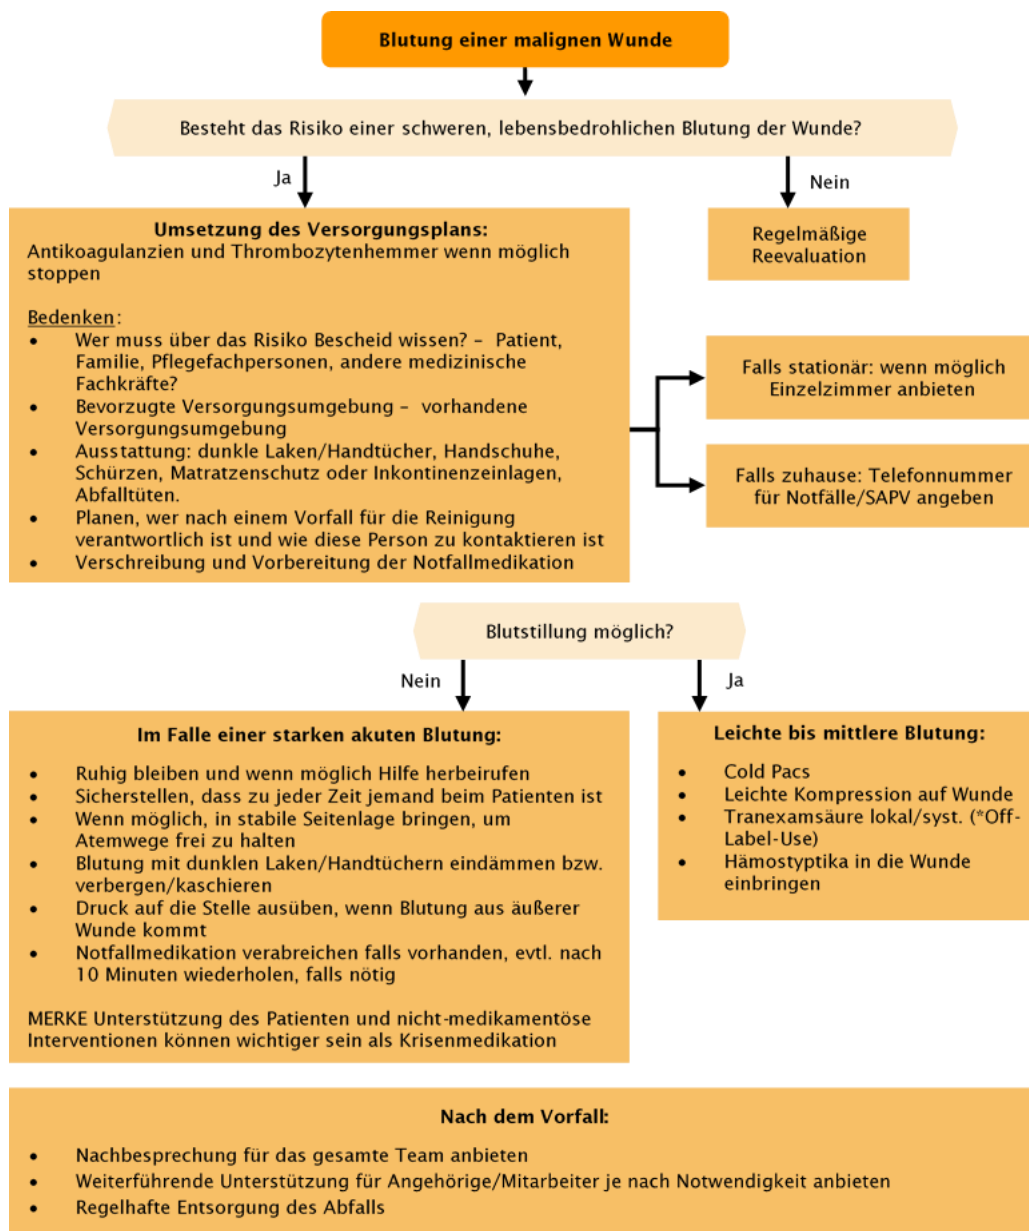 Blutung einer malignen Wunde
Besteht das Risiko einer schweren, lebensbedrohlichen Blutung der Wunde?
Ja
Nein
Umsetzung des Versorgungsplans:
Antikoagulanzien und Thrombozytenhemmer wenn möglich
stoppen
Bedenken:
• Wer muss über das Risiko Bescheid wissen? – Patient,
Familie, Pflegefachpersonen, andere medizinische
Fachkräfte?
• Bevorzugte Versorgungsumgebung – vorhandene
Versorgungsumgebung
• Ausstattung: dunkle Laken/Handtücher, Handschuhe,
Schürzen, Matratzenschutz oder Inkontinenzeinlagen,
Abfalltüten.
• Planen, wer nach einem Vorfall für die Reinigung
verantwortlich ist und wie diese Person zu kontaktieren ist
• Verschreibung und Vorbereitung der Notfallmedikation
Regelmäßige
Reevaluation
Falls stationär: wenn möglich
Einzelzimmer anbieten
Falls zuhause: Telefonnummer
für Notfälle/SAPV angeben
Blutstillung möglich?
Nein
Ja
Im Falle einer starken akuten Blutung:
• Ruhig bleiben und wenn möglich Hilfe herbeirufen
• Sicherstellen, dass zu jeder Zeit jemand beim Patienten ist
• Wenn möglich, in stabile Seitenlage bringen, um
Atemwege frei zu halten
• Blutung mit dunklen Laken/Handtüchern eindämmen bzw.
verbergen/kaschieren
• Druck auf die Stelle ausüben, wenn Blutung aus äußerer
Wunde kommt
• Notfallmedikation verabreichen falls vorhanden, evtl. nach
10 Minuten wiederholen, falls nötig
MERKE Unterstützung des Patienten und nicht-medikamentöse
Interventionen können wichtiger sein als Krisenmedikation
Leichte bis mittlere Blutung:
• Cold Pacs
• Leichte Kompression auf Wunde
• Tranexamsäure lokal/syst. (*Off-
Label-Use)
• Hämostyptika in die Wunde
einbringen
Nach dem Vorfall:
• Nachbesprechung für das gesamte Team anbieten
• Weiterführende Unterstützung für Angehörige/Mitarbeiter je nach Notwendigkeit anbieten
• Regelhafte Entsorgung des Abfalls